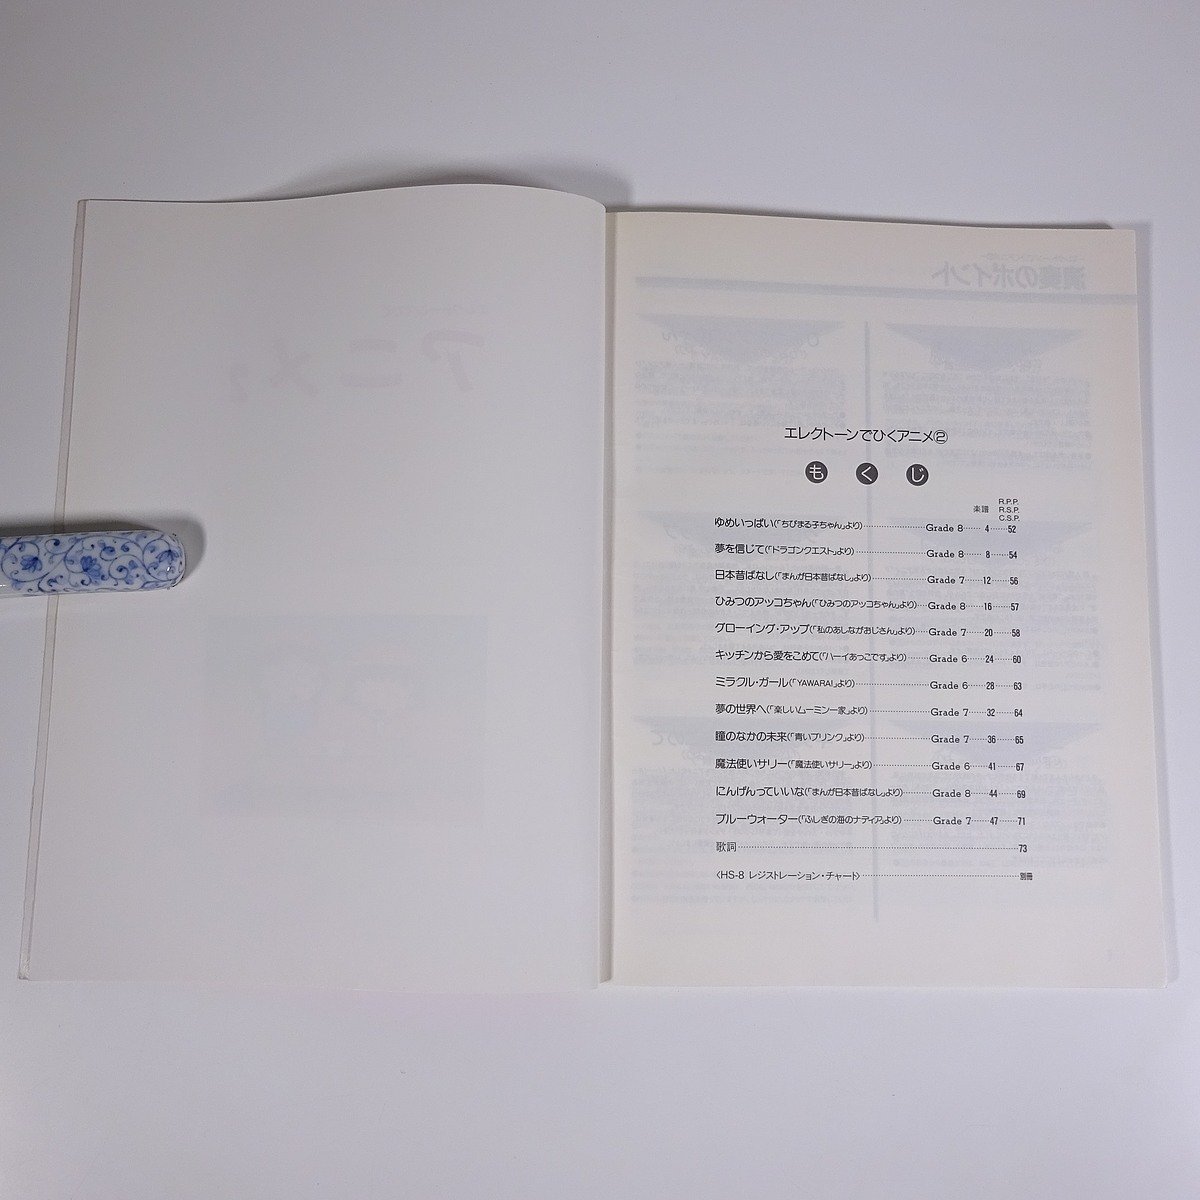 エレクトーンでひくアニメ②
もくじ
楽譜 R.P.P. R.S.P. C.S.P.
ゆめいっぱい(「ちびまる子ちゃん」より)……Grade 8……4……52
夢を信じて(「ドラゴンクエスト」より)……Grade 8……8……54
日本昔ばなし(「まんが日本昔ばなし」より)……Grade 7……12……56
ひみつのアッコちゃん(「ひみつのアッコちゃん」より)……Grade 8……16……57
グローイング・アップ(「私のあしながおじさん」より)……Grade 7……20……58
キッチンから愛をこめて(「ハーイあっこです」より)……Grade 6……24……60
ミラクル・ガール(「YAWARA!」より)……Grade 6……28……63
夢の世界へ(「楽しいムーミン一家」より)……Grade 7……32……64
瞳のなかの未来(「青いブリンク」より)……Grade 7……36……65
魔法使いサリー(「魔法使いサリー」より)……Grade 6……41……67
にんげんっていいな(「まんが日本昔ばなし」より)……Grade 8……44……69
ブルーウォーター(「ふしぎの海のナディア」より)……Grade 7……47……71
歌詞……73
〈HS-8 レジストレーション・チャート〉……別冊